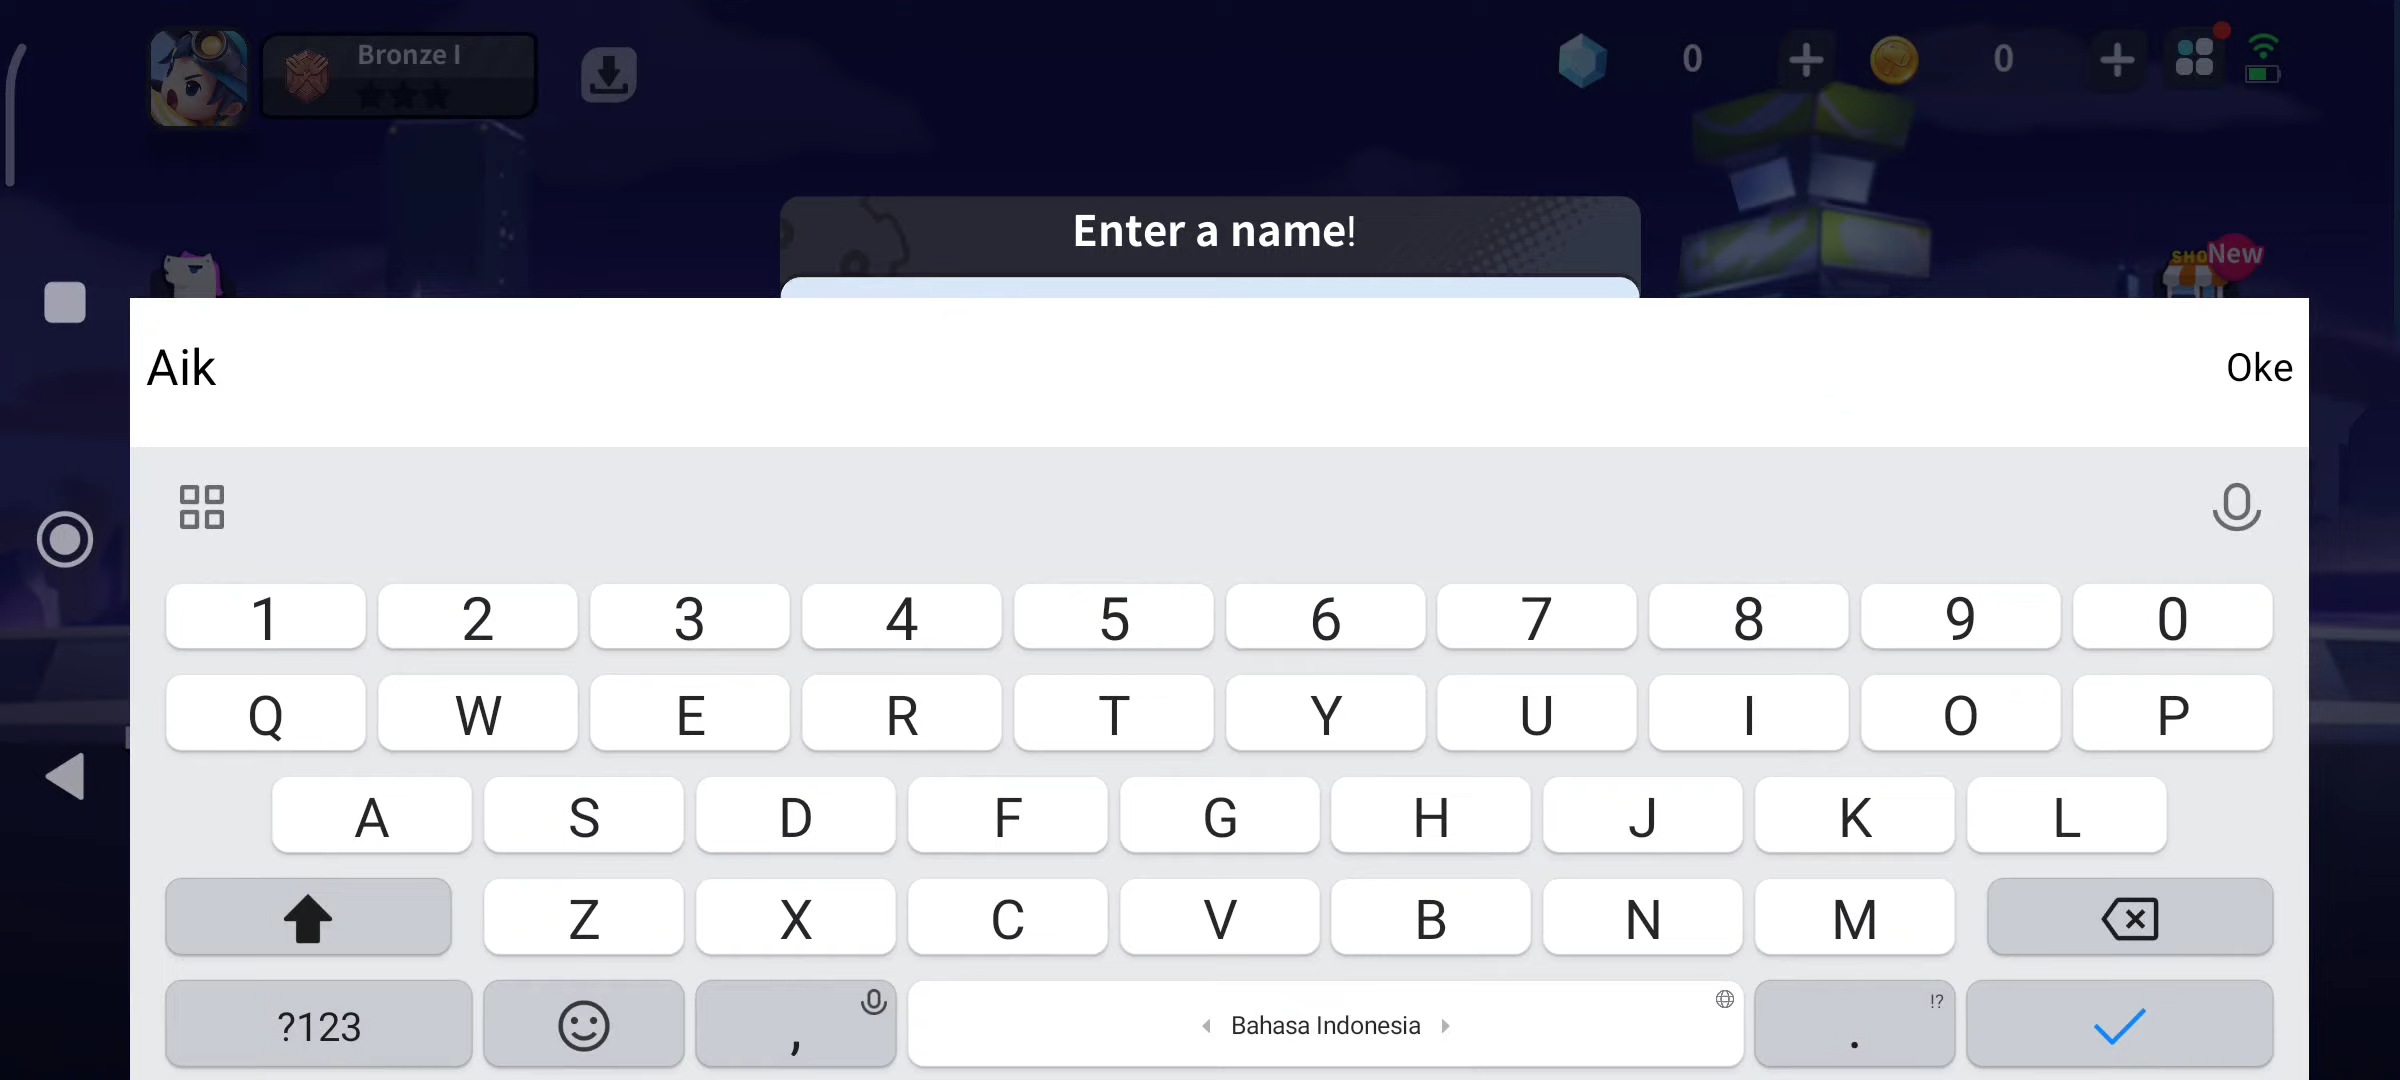 Bronze I
0
0
Enter a name!
SHO
New
Aik
Oke
1 2 3 4 5 6 7 8 9 0
Q W E R T Y U I O P
A S D F G H J K L
Z X C V B N M
?123 , Bahasa Indonesia . !?